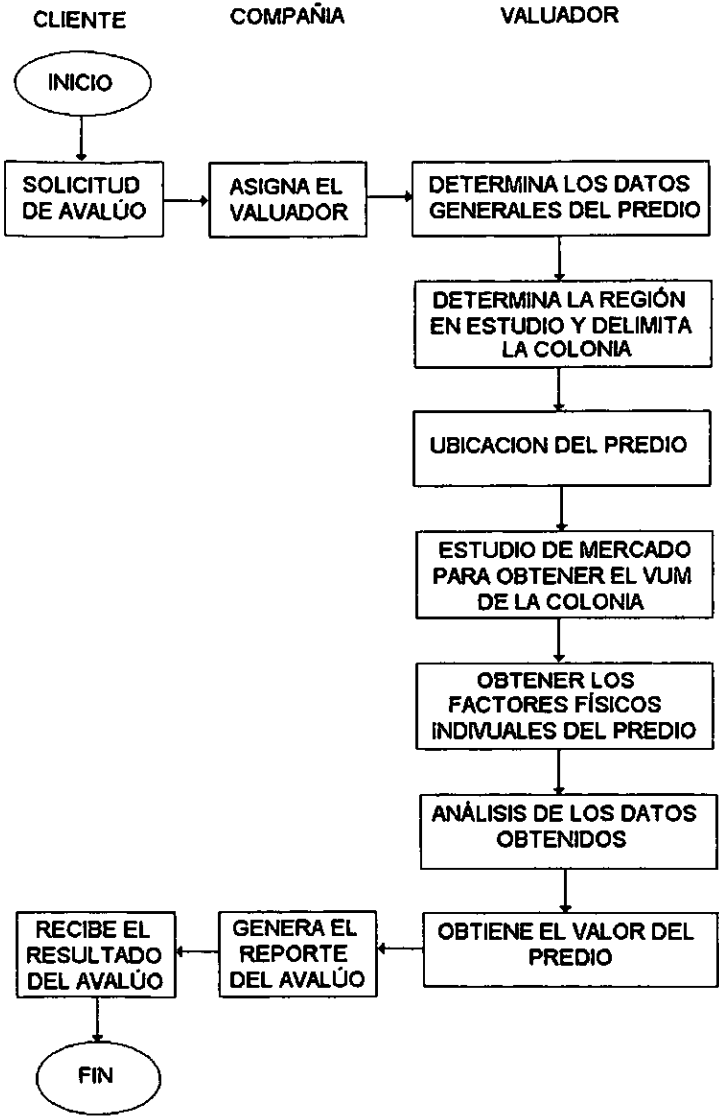 CLIENTE
COMPAÑIA
VALUADOR
INICIO
SOLICITUD
DE AVALÚO
ASIGNA EL
VALUADOR
DETERMINA LOS DATOS
GENERALES DEL PREDIO
DETERMINA LA REGIÓN
EN ESTUDIO Y DELIMITA
LA COLONIA
UBICACION DEL PREDIO
ESTUDIO DE MERCADO
PARA OBTENER EL VUM
DE LA COLONIA
OBTENER LOS
FACTORES FÍSICOS
INDIVUALES DEL PREDIO
ANÁLISIS DE LOS DATOS
OBTENIDOS
OBTIENE EL VALOR DEL
PREDIO
GENERA EL
REPORTE
DEL AVALÚO
RECIBE EL
RESULTADO
DEL AVALÚO
FIN